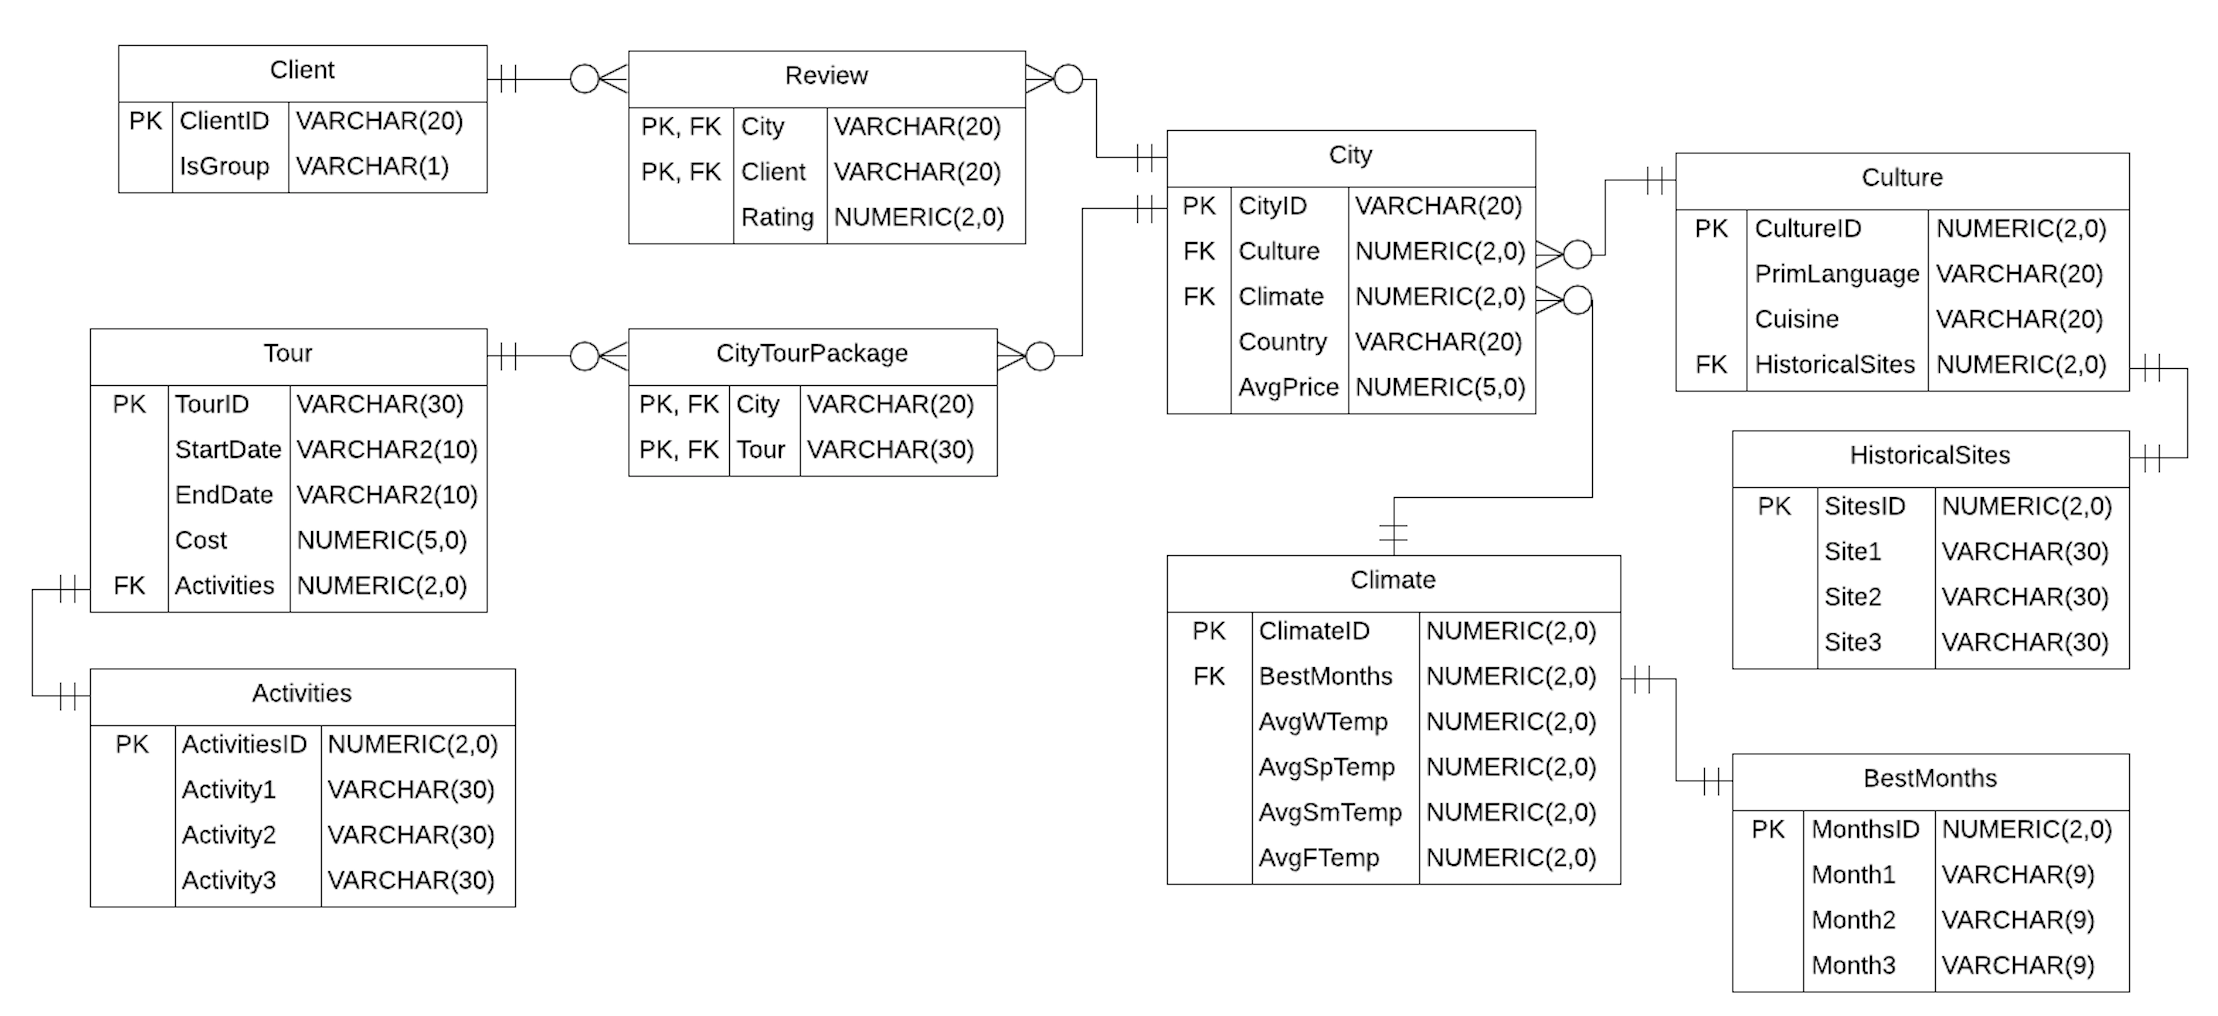 Client
PK ClientID VARCHAR(20)
IsGroup VARCHAR(1)
Review
PK, FK City VARCHAR(20)
PK, FK Client VARCHAR(20)
Rating NUMERIC(2,0)
City
PK CityID VARCHAR(20)
FK Culture NUMERIC(2,0)
FK Climate NUMERIC(2,0)
Country VARCHAR(20)
AvgPrice NUMERIC(5,0)
Culture
PK CultureID NUMERIC(2,0)
PrimLanguage VARCHAR(20)
Cuisine VARCHAR(20)
FK HistoricalSites NUMERIC(2,0)
Tour
PK TourID VARCHAR(30)
StartDate VARCHAR2(10)
EndDate VARCHAR2(10)
Cost NUMERIC(5,0)
FK Activities NUMERIC(2,0)
CityTourPackage
PK, FK City VARCHAR(20)
PK, FK Tour VARCHAR(30)
HistoricalSites
PK SitesID NUMERIC(2,0)
Site1 VARCHAR(30)
Site2 VARCHAR(30)
Site3 VARCHAR(30)
Climate
PK ClimateID NUMERIC(2,0)
FK BestMonths NUMERIC(2,0)
AvgWTemp NUMERIC(2,0)
AvgSpTemp NUMERIC(2,0)
AvgSmTemp NUMERIC(2,0)
AvgFTemp NUMERIC(2,0)
Activities
PK ActivitiesID NUMERIC(2,0)
Activity1 VARCHAR(30)
Activity2 VARCHAR(30)
Activity3 VARCHAR(30)
BestMonths
PK MonthsID NUMERIC(2,0)
Month1 VARCHAR(9)
Month2 VARCHAR(9)
Month3 VARCHAR(9)